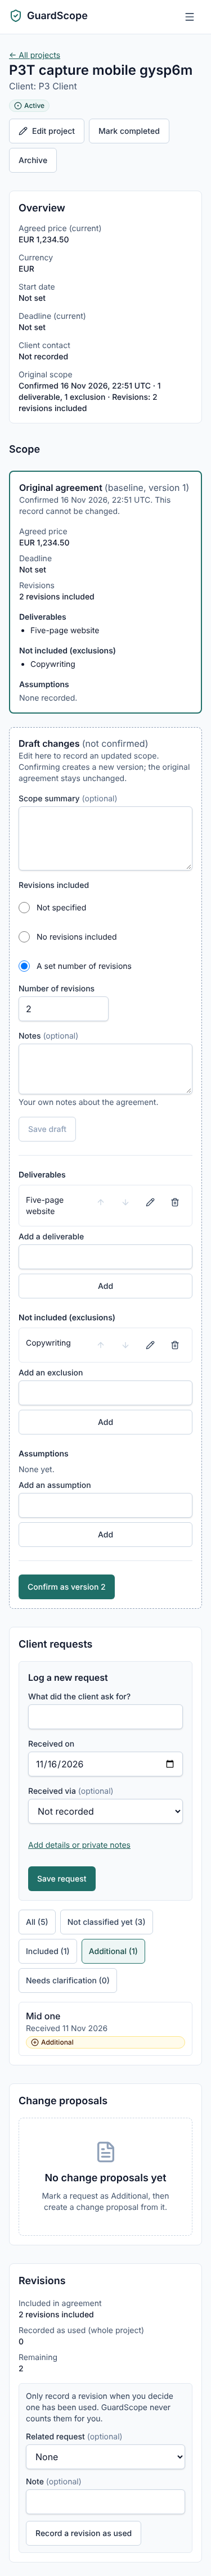 GuardScope
← All projects
P3T capture mobile gysp6m
Client: P3 Client
Active
Edit project
Mark completed
Archive
Overview
Agreed price (current)
EUR 1,234.50
Currency
EUR
Start date
Not set
Deadline (current)
Not set
Client contact
Not recorded
Original scope
Confirmed 16 Nov 2026, 22:51 UTC · 1
deliverable, 1 exclusion · Revisions: 2
revisions included
Scope
Original agreement (baseline, version 1)
Confirmed 16 Nov 2026, 22:51 UTC. This
record cannot be changed.
Agreed price
EUR 1,234.50
Deadline
Not set
Revisions
2 revisions included
Deliverables
• Five-page website
Not included (exclusions)
• Copywriting
Assumptions
None recorded.
Draft changes (not confirmed)
Edit here to record an updated scope.
Confirming creates a new version; the original
agreement stays unchanged.
Scope summary (optional)
Revisions included
Not specified
No revisions included
A set number of revisions
Number of revisions
2
Notes (optional)
Your own notes about the agreement.
Save draft
Deliverables
Five-page
website
Add a deliverable
Add
Not included (exclusions)
Copywriting
Add an exclusion
Add
Assumptions
None yet.
Add an assumption
Add
Confirm as version 2
Client requests
Log a new request
What did the client ask for?
Received on
11/16/2026
Received via (optional)
Not recorded
Add details or private notes
Save request
All (5)
Not classified yet (3)
Included (1)
Additional (1)
Needs clarification (0)
Mid one
Received 11 Nov 2026
Additional
Change proposals
No change proposals yet
Mark a request as Additional, then
create a change proposal from it.
Revisions
Included in agreement
2 revisions included
Recorded as used (whole project)
0
Remaining
2
Only record a revision when you decide
one has been used. GuardScope never
counts them for you.
Related request (optional)
None
Note (optional)
Record a revision as used